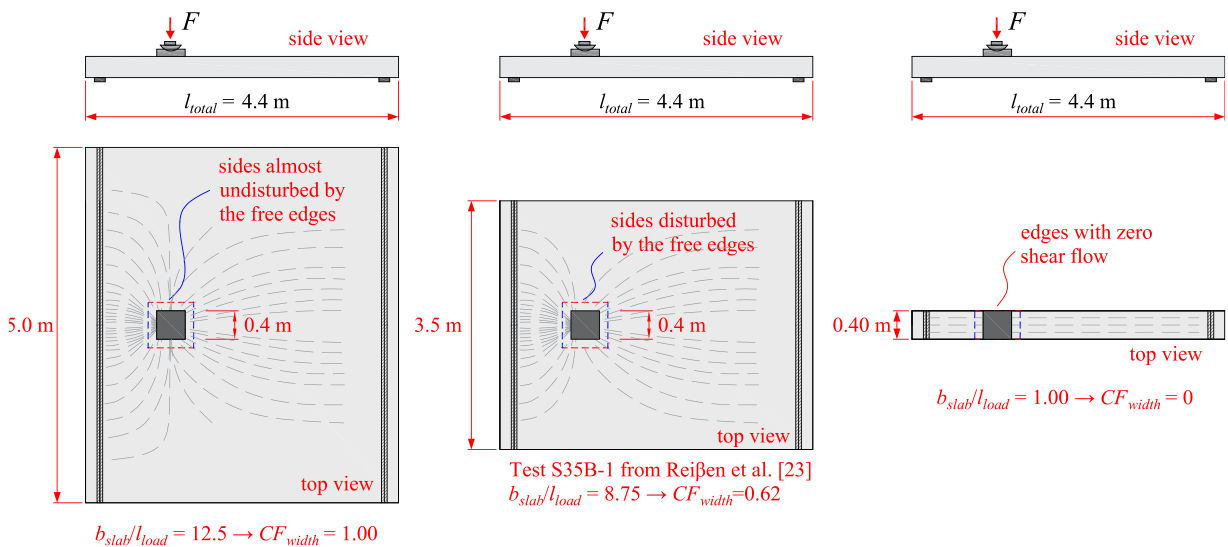 F
side view
l_total = 4.4 m
sides almost
undisturbed by
the free edges
5.0 m
0.4 m
top view
b_slab/l_load = 12.5 → CF_width = 1.00
F
side view
l_total = 4.4 m
sides disturbed
by the free edges
3.5 m
0.4 m
top view
Test S35B-1 from Reiβen et al. [23]
b_slab/l_load = 8.75 → CF_width=0.62
F
side view
l_total = 4.4 m
edges with zero
shear flow
0.40 m
top view
b_slab/l_load = 1.00 → CF_width = 0